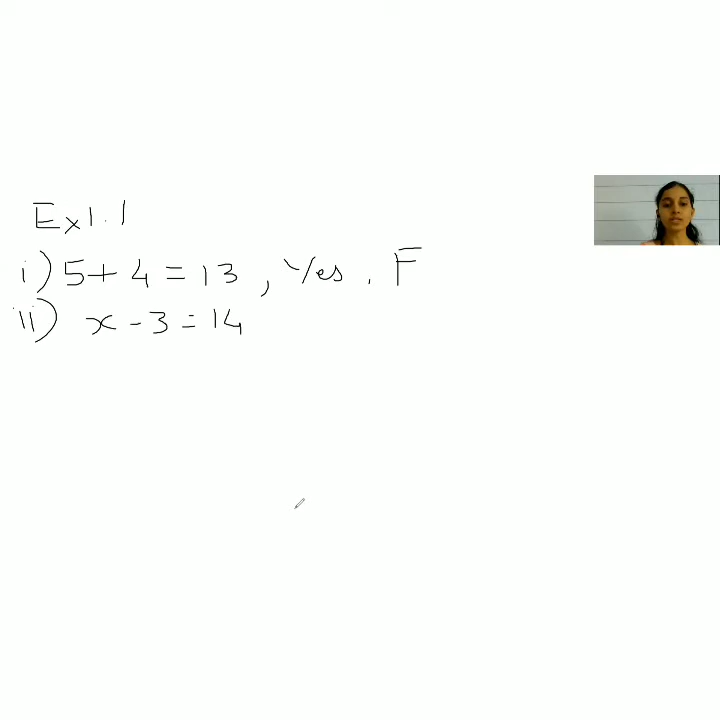 Ex1.1
i) 5+ 4 = 13 , Yes . F
ii) x - 3 = 14